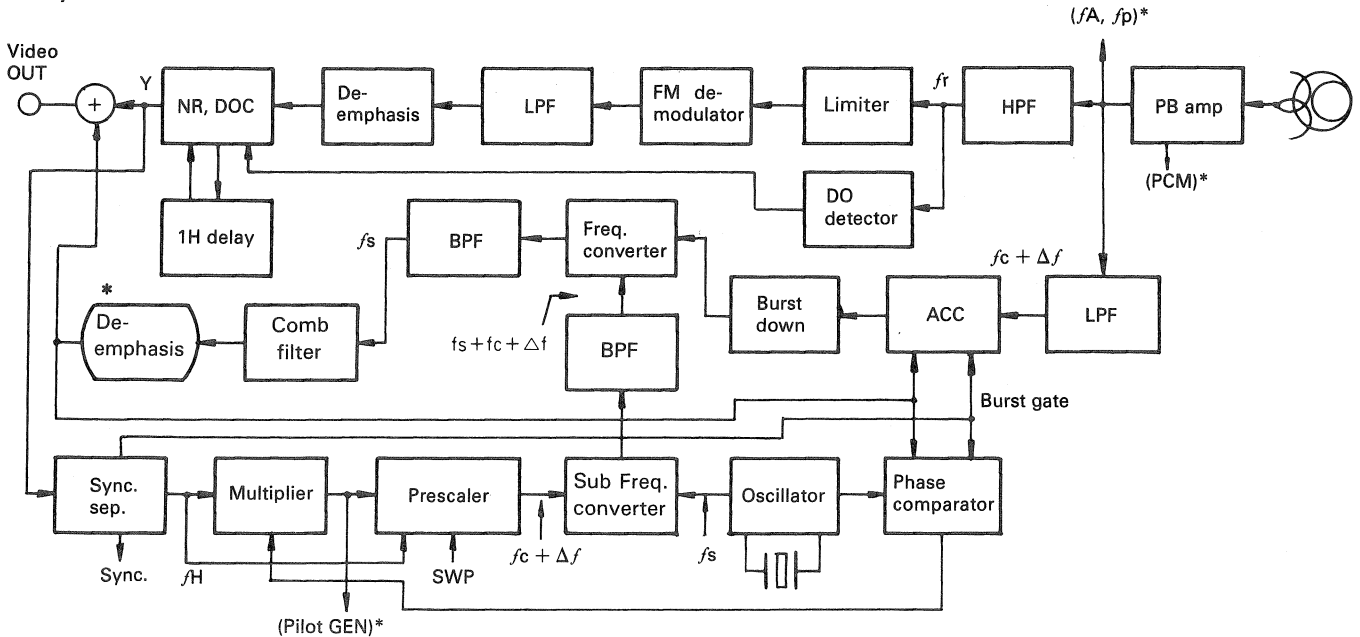 (fA, fp)*
Video
OUT
+
Y
NR, DOC
De-
emphasis
LPF
FM de-
modulator
Limiter
fr
HPF
PB amp
(PCM)*
1H delay
fs
BPF
Freq.
converter
DO
detector
fc + Δf
*
De-
emphasis
Comb
filter
fs + fc + △f
BPF
Burst
down
ACC
LPF
Burst gate
Sync.
sep.
Multiplier
Prescaler
Sub Freq.
converter
Oscillator
Phase
comparator
Sync.
fH
SWP
fc + Δf
fs
(Pilot GEN)*